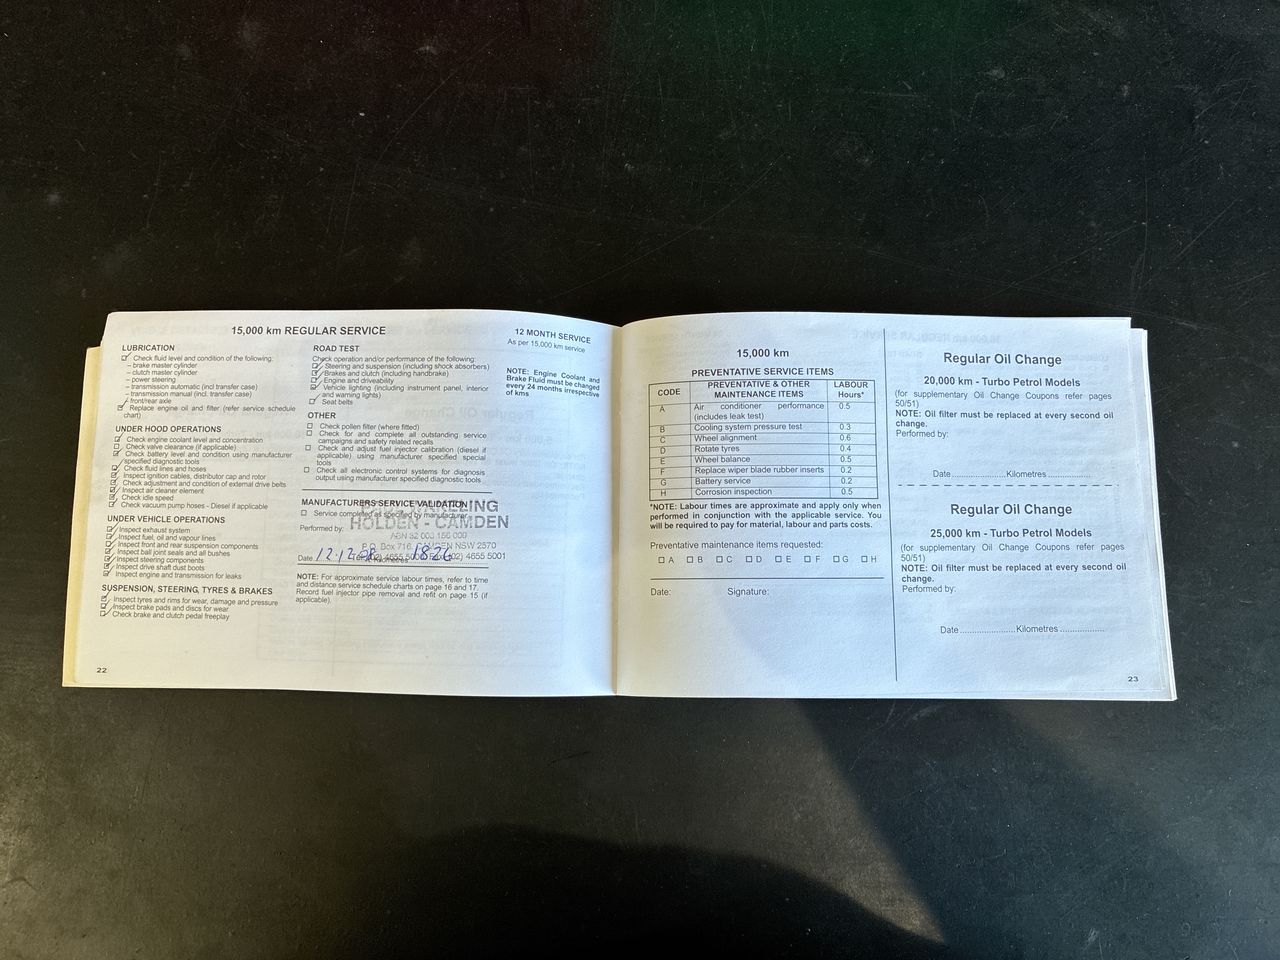 15,000 km REGULAR SERVICE
LUBRICATION
Check fluid level and condition of the following:
– brake master cylinder
– clutch master cylinder
– power steering
– transmission automatic (incl transfer case)
– transmission manual (incl. transfer case)
– front/rear axle
Replace engine oil and filter (refer service schedule
chart)
UNDER HOOD OPERATIONS
Check engine coolant level and concentration
Check valve clearance (if applicable)
Check battery level and condition using manufacturer
specified diagnostic tools
Check fluid lines and hoses
Inspect ignition cables, distributor cap and rotor
Check adjustment and condition of external drive belts
Inspect air cleaner element
Check idle speed
Check vacuum pump hoses - Diesel if applicable
UNDER VEHICLE OPERATIONS
Inspect exhaust system
Inspect fuel, oil and vapour lines
Inspect front and rear suspension components
Inspect ball joint seals and all bushes
Inspect steering components
Inspect drive shaft dust boots
Inspect engine and transmission for leaks
SUSPENSION, STEERING, TYRES & BRAKES
Inspect tyres and rims for wear, damage and pressure
Inspect brake pads and discs for wear
Check brake and clutch pedal freeplay
22
ROAD TEST
Check operation and/or performance of the following:
Steering and suspension (including shock absorbers)
Brakes and clutch (including handbrake)
Engine and driveability
Vehicle lighting (including instrument panel, interior
and warning lights)
Seat belts
OTHER
Check pollen filter (where fitted)
Check for and complete all outstanding service
campaigns and safety related recalls
Check and adjust fuel injector calibration (diesel if
applicable) using manufacturer specified special
tools
Check all electronic control systems for diagnosis
output using manufacturer specified diagnostic tools
MANUFACTURERS SERVICE VALIDATION
Service completed as specified by manufacturer
HOLDEN - CAMDEN
Performed by:
P.O. Box 716 CAMDEN NSW 2570
Date 12.12.08 Kilometres
4655 5001
NOTE: For approximate service labour times, refer to time
and distance service schedule charts on page 16 and 17.
Record fuel injector pipe removal and refit on page 15 (if
applicable).
12 MONTH SERVICE
As per 15,000 km service
NOTE: Engine Coolant and
Brake Fluid must be changed
every 24 months irrespective
of kms
15,000 km
PREVENTATIVE SERVICE ITEMS
CODE PREVENTATIVE & OTHER MAINTENANCE ITEMS LABOUR Hours*
A Air conditioner performance (includes leak test) 0.5
B Cooling system pressure test 0.3
C Wheel alignment 0.6
D Rotate tyres 0.4
E Wheel balance 0.5
F Replace wiper blade rubber inserts 0.2
G Battery service 0.2
H Corrosion inspection 0.5
*NOTE: Labour times are approximate and apply only when
performed in conjunction with the applicable service. You
will be required to pay for material, labour and parts costs.
Preventative maintenance items requested:
A B C D E F G H
Date: Signature:
Regular Oil Change
20,000 km - Turbo Petrol Models
(for supplementary Oil Change Coupons refer pages
50/51)
NOTE: Oil filter must be replaced at every second oil
change.
Performed by:
Date Kilometres
Regular Oil Change
25,000 km - Turbo Petrol Models
(for supplementary Oil Change Coupons refer pages
50/51)
NOTE: Oil filter must be replaced at every second oil
change.
Performed by:
Date Kilometres
23